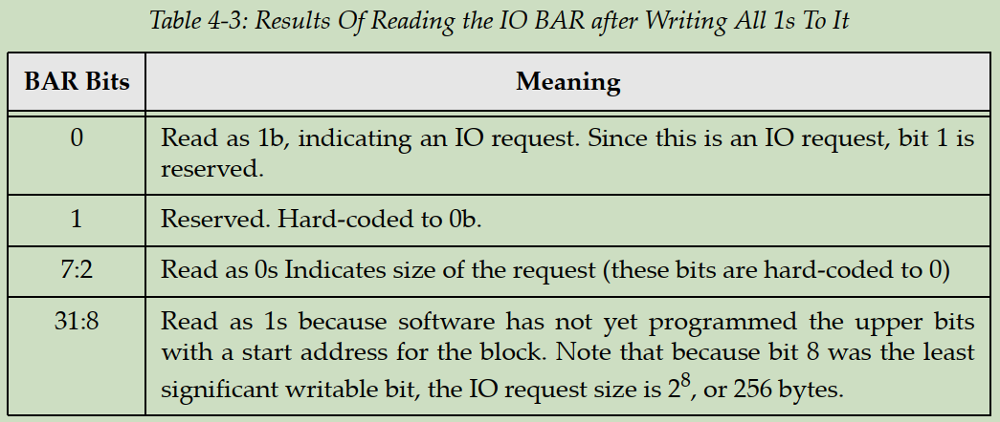 Table 4-3: Results Of Reading the IO BAR after Writing All 1s To It
BAR Bits Meaning
0 Read as 1b, indicating an IO request. Since this is an IO request, bit 1 is
reserved.
1 Reserved. Hard-coded to 0b.
7:2 Read as 0s Indicates size of the request (these bits are hard-coded to 0)
31:8 Read as 1s because software has not yet programmed the upper bits
with a start address for the block. Note that because bit 8 was the least
significant writable bit, the IO request size is 2⁸, or 256 bytes.